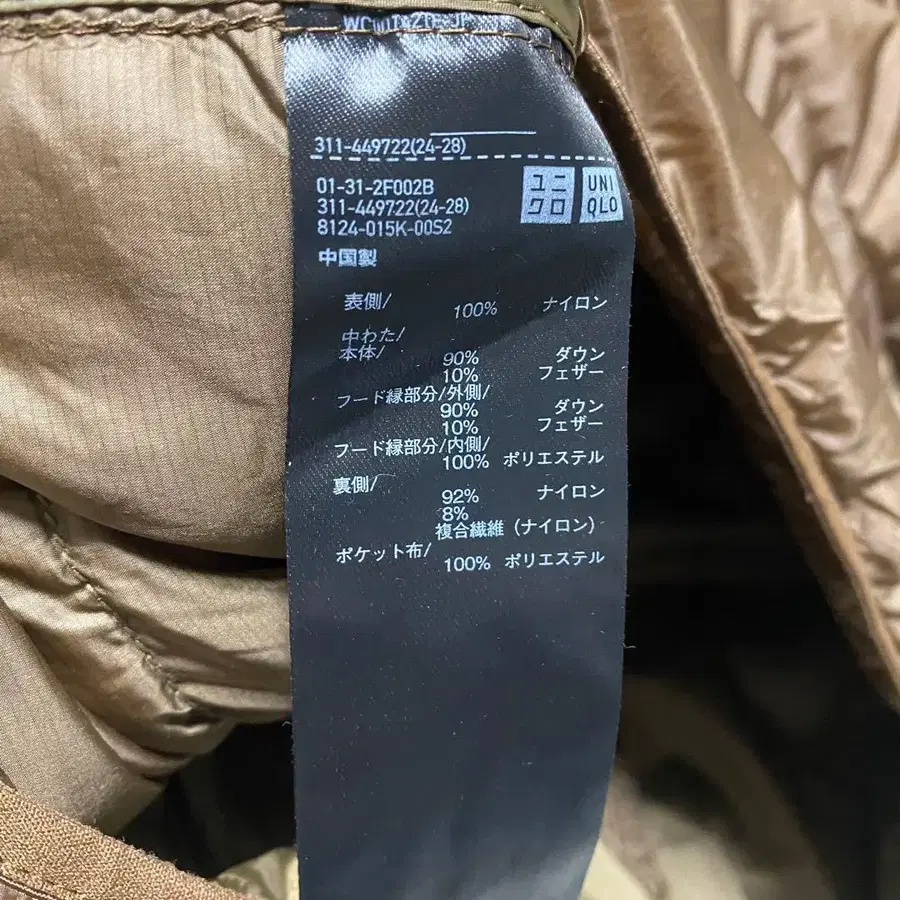 311-449722(24-28)
01-31-2F002B
311-449722(24-28)
8124-015K-00S2
ユニ
クロ
UNI
QLO
中国製
表側/
100% ナイロン
中わた/
本体/
90% ダウン
10% フェザー
フード縁部分/外側/
90% ダウン
10% フェザー
フード縁部分/内側/
100% ポリエステル
裏側/
92% ナイロン
8%
複合繊維（ナイロン）
ポケット布/
100% ポリエステル